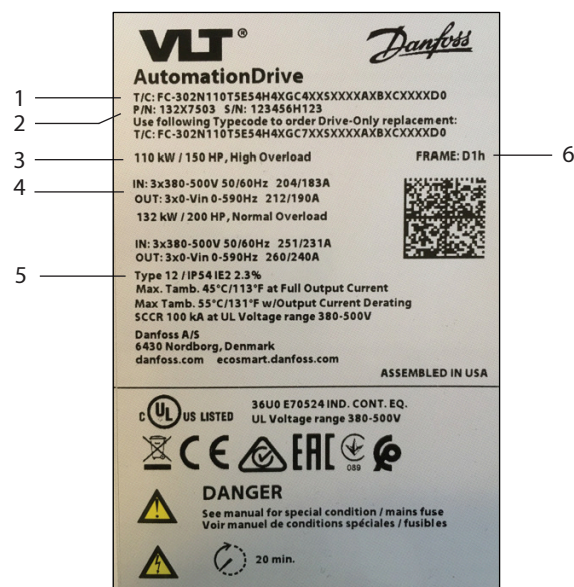 VLT® Danfoss
AutomationDrive
1 T/C: FC-302N110T5E54H4XGC4XXSXXXXAXBXCXXXXD0
2 P/N: 132X7503 S/N: 123456H123
Use following Typecode to order Drive-Only replacement:
T/C: FC-302N110T5E54H4XGC7XXSXXXXAXBXCXXXXD0
3 110 kW / 150 HP, High Overload FRAME: D1h 6
4 IN: 3x380-500V 50/60Hz 204/183A
OUT: 3x0-Vin 0-590Hz 212/190A
132 kW / 200 HP, Normal Overload
IN: 3x380-500V 50/60Hz 251/231A
OUT: 3x0-Vin 0-590Hz 260/240A
5 Type 12 / IP54 IE2 2.3%
Max. Tamb. 45°C/113°F at Full Output Current
Max Tamb. 55°C/131°F w/Output Current Derating
SCCR 100 kA at UL Voltage range 380-500V
Danfoss A/S
6430 Nordborg, Denmark
danfoss.com ecosmart.danfoss.com
ASSEMBLED IN USA
C UL US LISTED 36U0 E70524 IND. CONT. EQ.
UL Voltage range 380-500V
CE EAC 089
DANGER
See manual for special condition / mains fuse
Voir manuel de conditions spéciales / fusibles
20 min.